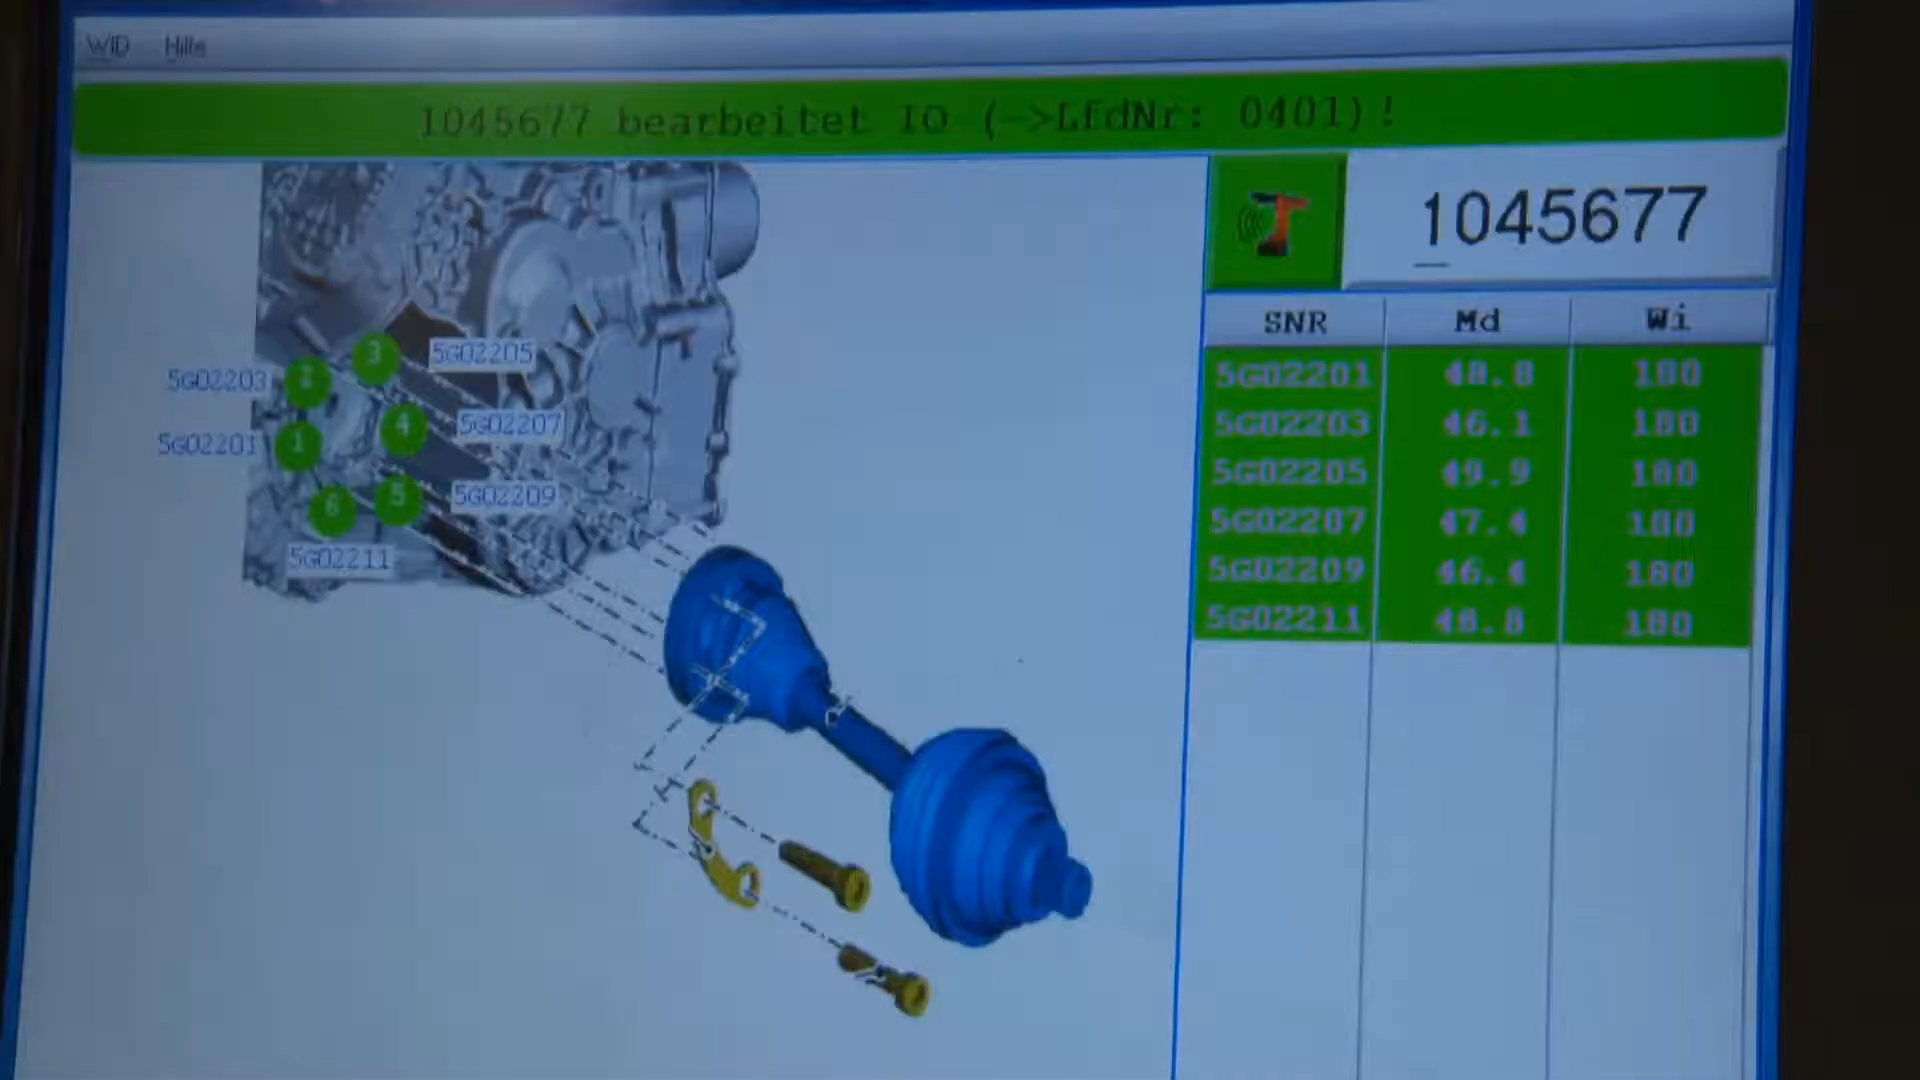 WID Hilfe
1045677 bearbeitet IO (->LfdNr: 0401)!
1045677
SNR Md Wi
5G02201 48.8 180
5G02203 46.1 180
5G02205 49.9 180
5G02207 47.4 180
5G02209 46.4 180
5G02211 48.8 180
3 5G02205
5G02203 2
4 5G02207
5G02201 1
5 5G02209
6
5G02211